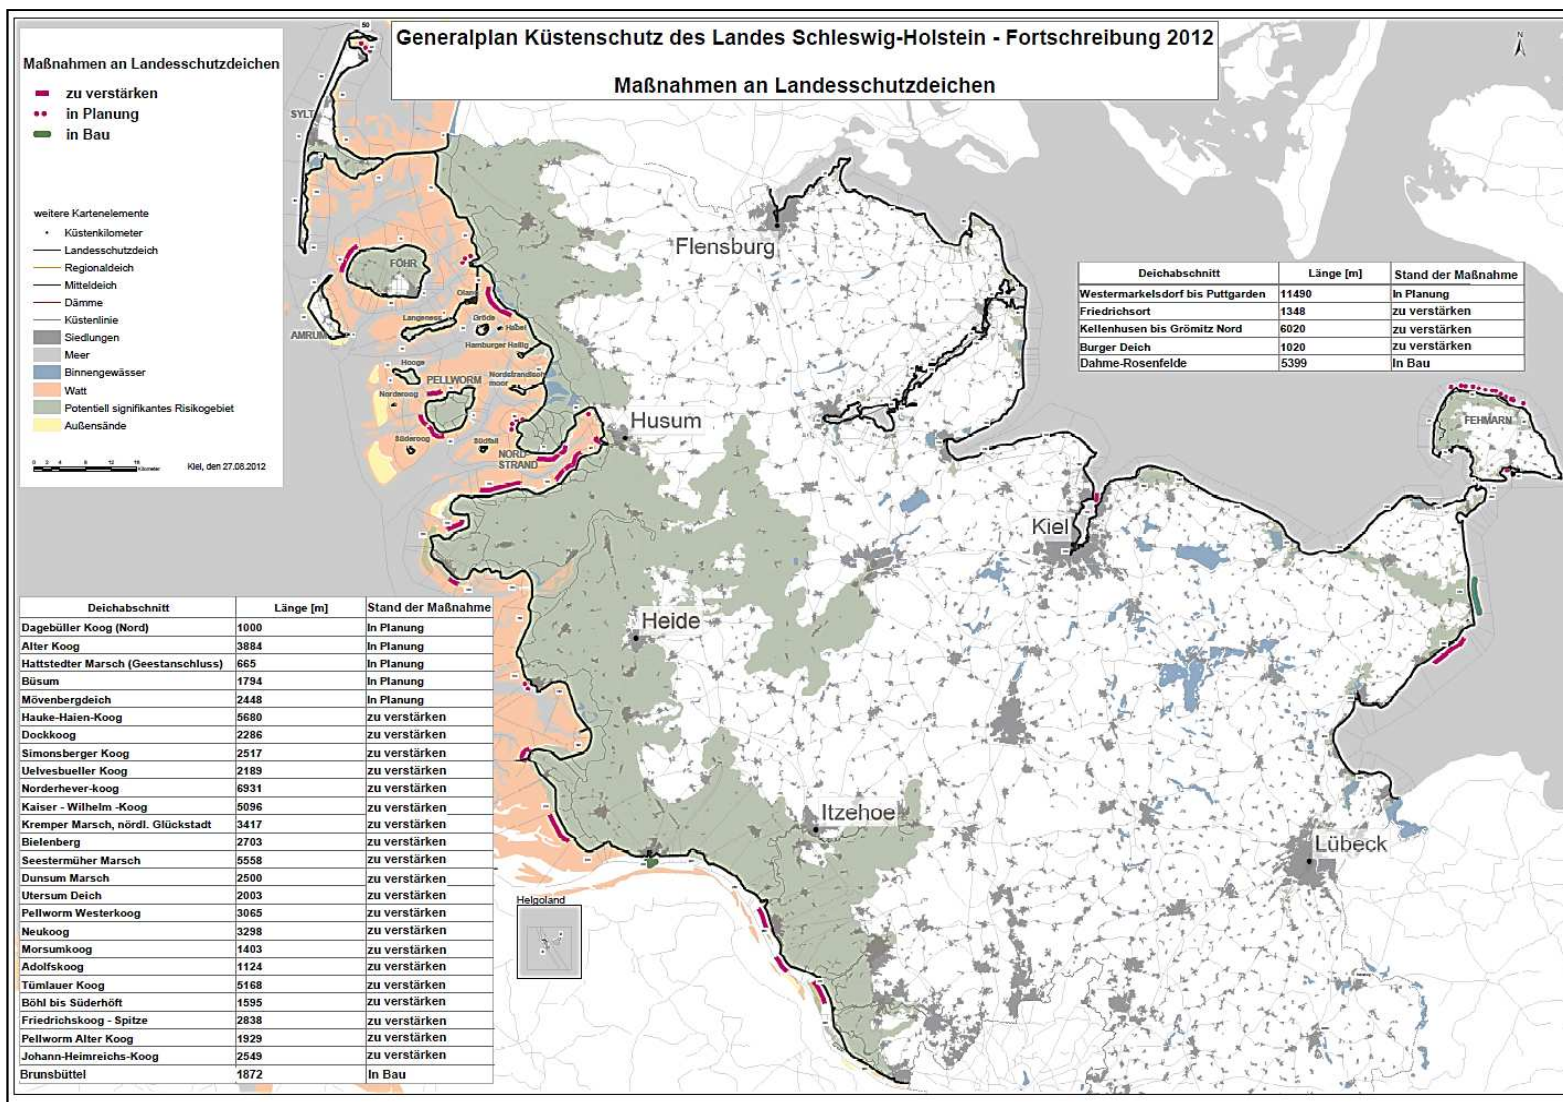 Generalplan Küstenschutz des Landes Schleswig-Holstein - Fortschreibung 2012
Maßnahmen an Landesschutzdeichen
N
Maßnahmen an Landesschutzdeichen
zu verstärken
in Planung
in Bau
weitere Kartenelemente
Küstenkilometer
Landesschutzdeich
Regionaldeich
Mitteldeich
Dämme
Küstenlinie
Siedlungen
Meer
Binnengewässer
Watt
Potentiell signifikantes Risikogebiet
Außensände
Kilometer
Kiel, den 27.08.2012
50
SYLT
FÖHR
AMRUM
Oland
Langeness
Gröde
Habel
Hamburger Hallig
Hooge
PELLWORM
Nordstrandisch-
moor
Norderoog
Süderoog
Südfall
NORD-
STRAND
Flensburg
Husum
Kiel
FEHMARN
Heide
Itzehoe
Lübeck
Helgoland
Deichabschnitt Länge [m] Stand der Maßnahme
Westermarkelsdorf bis Puttgarden 11490 In Planung
Friedrichsort 1348 zu verstärken
Kellenhusen bis Grömitz Nord 6020 zu verstärken
Burger Deich 1020 zu verstärken
Dahme-Rosenfelde 5399 In Bau
Deichabschnitt Länge [m] Stand der Maßnahme
Dagebüller Koog (Nord) 1000 In Planung
Alter Koog 3884 In Planung
Hattstedter Marsch (Geestanschluss) 665 In Planung
Büsum 1794 In Planung
Mövenbergdeich 2448 In Planung
Hauke-Haien-Koog 5680 zu verstärken
Dockkoog 2286 zu verstärken
Simonsberger Koog 2517 zu verstärken
Uelvesbueller Koog 2189 zu verstärken
Norderhever-koog 6931 zu verstärken
Kaiser - Wilhelm -Koog 5096 zu verstärken
Kremper Marsch, nördl. Glückstadt 3417 zu verstärken
Bielenberg 2703 zu verstärken
Seestermüher Marsch 5558 zu verstärken
Dunsum Marsch 2500 zu verstärken
Utersum Deich 2003 zu verstärken
Pellworm Westerkoog 3065 zu verstärken
Neukoog 3298 zu verstärken
Morsumkoog 1403 zu verstärken
Adolfskoog 1124 zu verstärken
Tümlauer Koog 5168 zu verstärken
Böhl bis Süderhöft 1595 zu verstärken
Friedrichskoog - Spitze 2838 zu verstärken
Pellworm Alter Koog 1929 zu verstärken
Johann-Heimreichs-Koog 2549 zu verstärken
Brunsbüttel 1872 In Bau